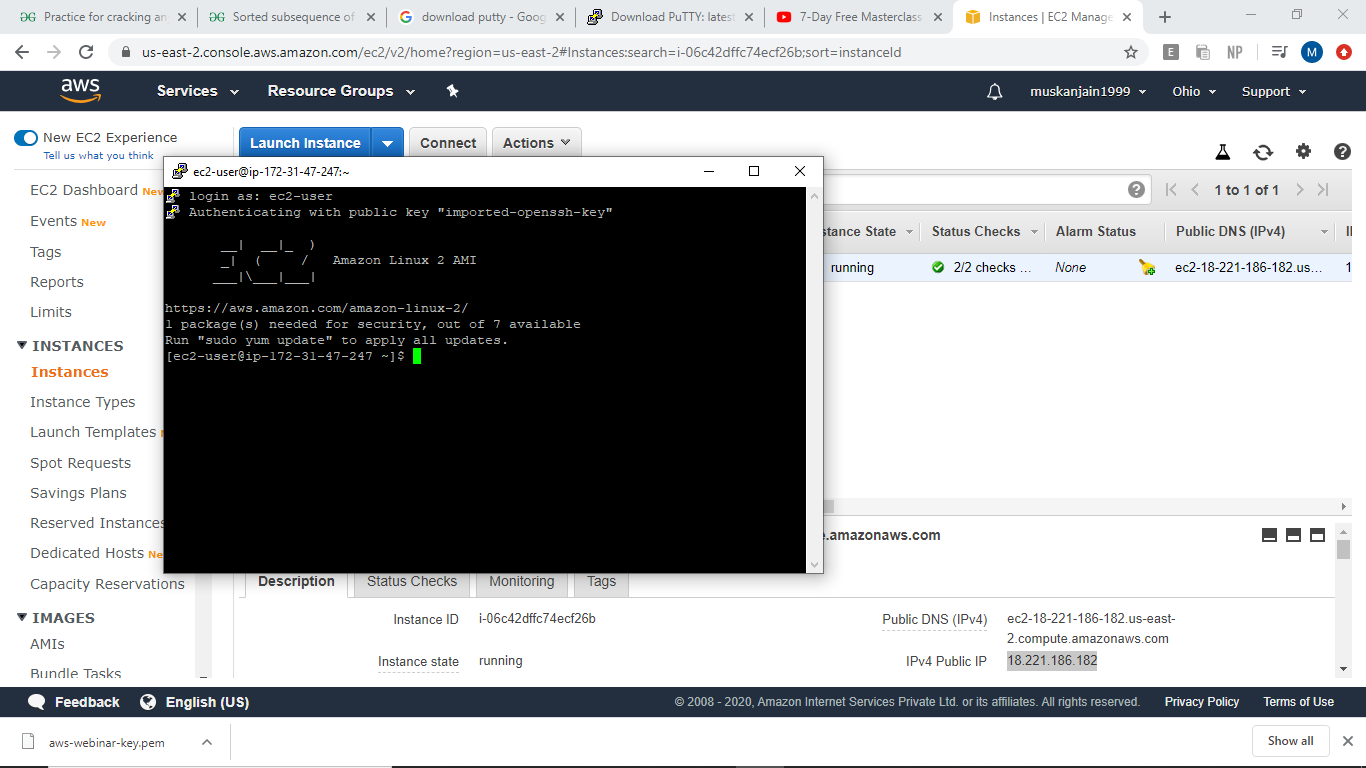 Practice for cracking an
Sorted subsequence of
download putty - Goog
Download PuTTY: latest
7-Day Free Masterclass
Instances | EC2 Manage
us-east-2.console.aws.amazon.com/ec2/v2/home?region=us-east-2#Instances:search=i-06c42dffc74ecf26b;sort=instanceId
E
NP
M
aws
Services
Resource Groups
muskanjain1999
Ohio
Support
New EC2 Experience
Tell us what you think
Launch Instance
Connect
Actions
EC2 Dashboard New
Events New
Tags
Reports
Limits
INSTANCES
Instances
Instance Types
Launch Templates
Spot Requests
Savings Plans
Reserved Instances
Dedicated Hosts Ne
Capacity Reservations
IMAGES
AMIs
Bundle Tasks
1 to 1 of 1
stance State
Status Checks
Alarm Status
Public DNS (IPv4)
running
2/2 checks ...
None
ec2-18-221-186-182.us...
1
ec2-user@ip-172-31-47-247:~
login as: ec2-user
Authenticating with public key "imported-openssh-key"
__|  __|_  )
_|  (     /   Amazon Linux 2 AMI
___|\___|___|
https://aws.amazon.com/amazon-linux-2/
1 package(s) needed for security, out of 7 available
Run "sudo yum update" to apply all updates.
[ec2-user@ip-172-31-47-247 ~]$
.amazonaws.com
Description
Status Checks
Monitoring
Tags
Instance ID
i-06c42dffc74ecf26b
Public DNS (IPv4)
ec2-18-221-186-182.us-east-
2.compute.amazonaws.com
Instance state
running
IPv4 Public IP
18.221.186.182
Feedback
English (US)
© 2008 - 2020, Amazon Internet Services Private Ltd. or its affiliates. All rights reserved.
Privacy Policy
Terms of Use
aws-webinar-key.pem
Show all